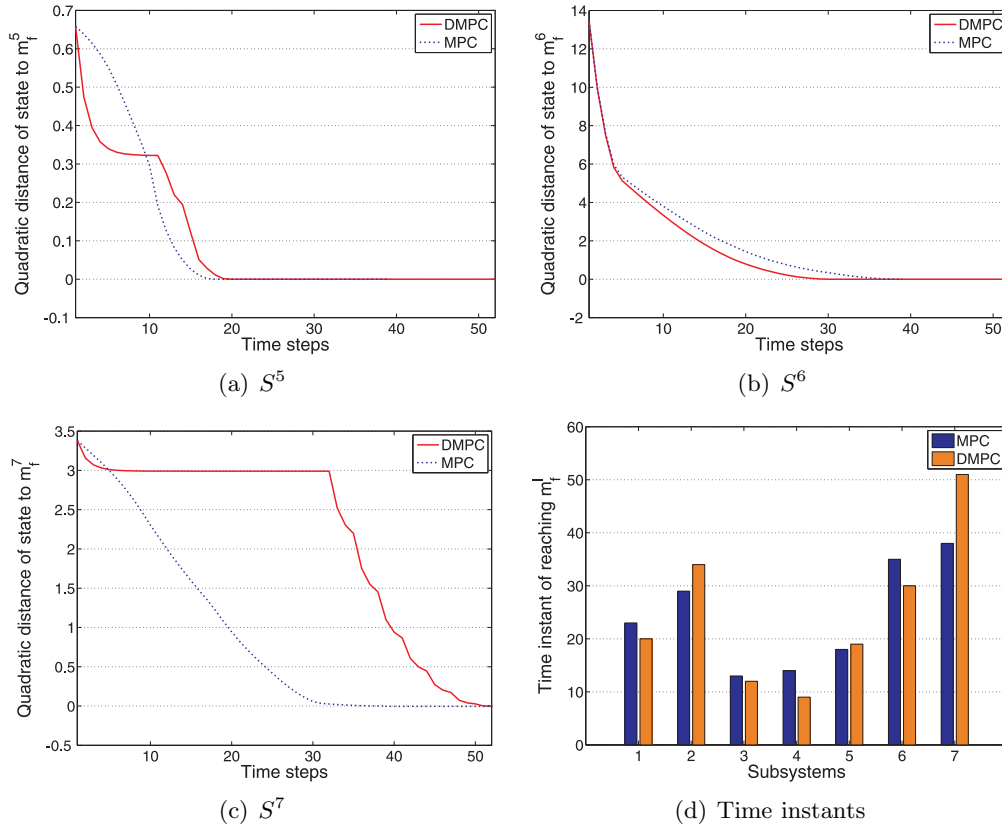 0.7
0.6
0.5
0.4
0.3
0.2
0.1
0
-0.1
Quadratic distance of state to m_f^5
10 20 30 40 50
Time steps
DMPC
MPC
(a) S^5
14
12
10
8
6
4
2
0
-2
Quadratic distance of state to m_f^6
10 20 30 40 50
Time steps
DMPC
MPC
(b) S^6
3.5
3
2.5
2
1.5
1
0.5
0
-0.5
Quadratic distance of state to m_f^7
10 20 30 40 50
Time steps
DMPC
MPC
(c) S^7
60
50
40
30
20
10
0
Time instant of reaching m_f^I
1 2 3 4 5 6 7
Subsystems
MPC
DMPC
(d) Time instants